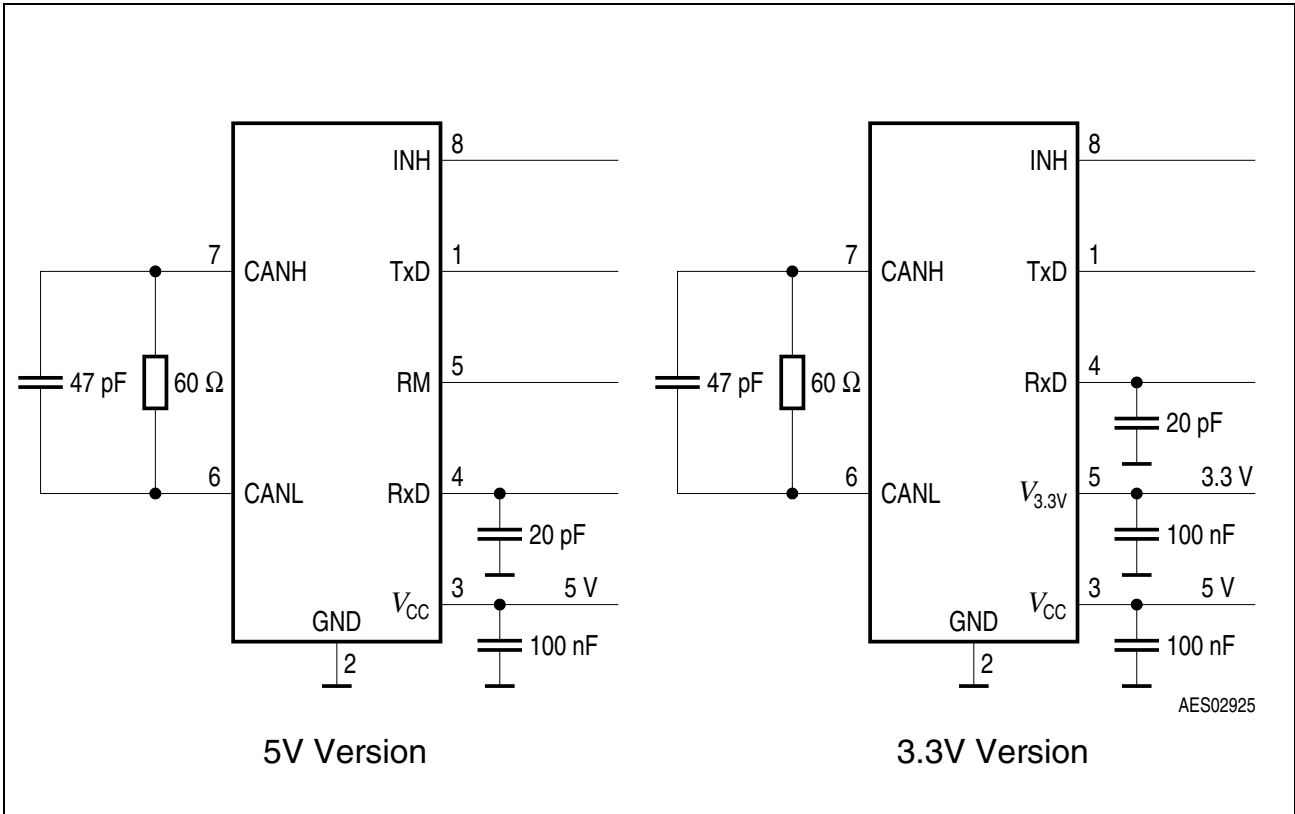 INH 8
7 CANH
TxD 1
47 pF
60 Ω
RM 5
6 CANL
RxD 4
20 pF
VCC 3 5 V
GND
2
100 nF
5V Version
INH 8
7 CANH
TxD 1
47 pF
60 Ω
RxD 4
20 pF
6 CANL
V3.3V 5 3.3 V
100 nF
VCC 3 5 V
GND
2
100 nF
AES02925
3.3V Version